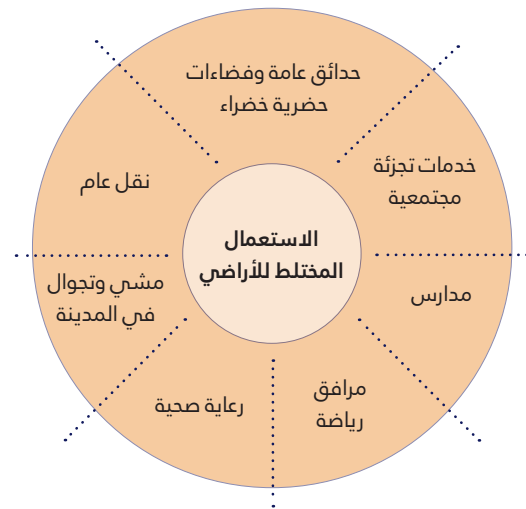 حدائق عامة وفضاءات
حضرية خضراء
خدمات تجزئة
مجتمعية
مدارس
مرافق
رياضة
رعاية صحية
مشي وتجوال
في المدينة
نقل عام
الاستعمال
المختلط للأراضي